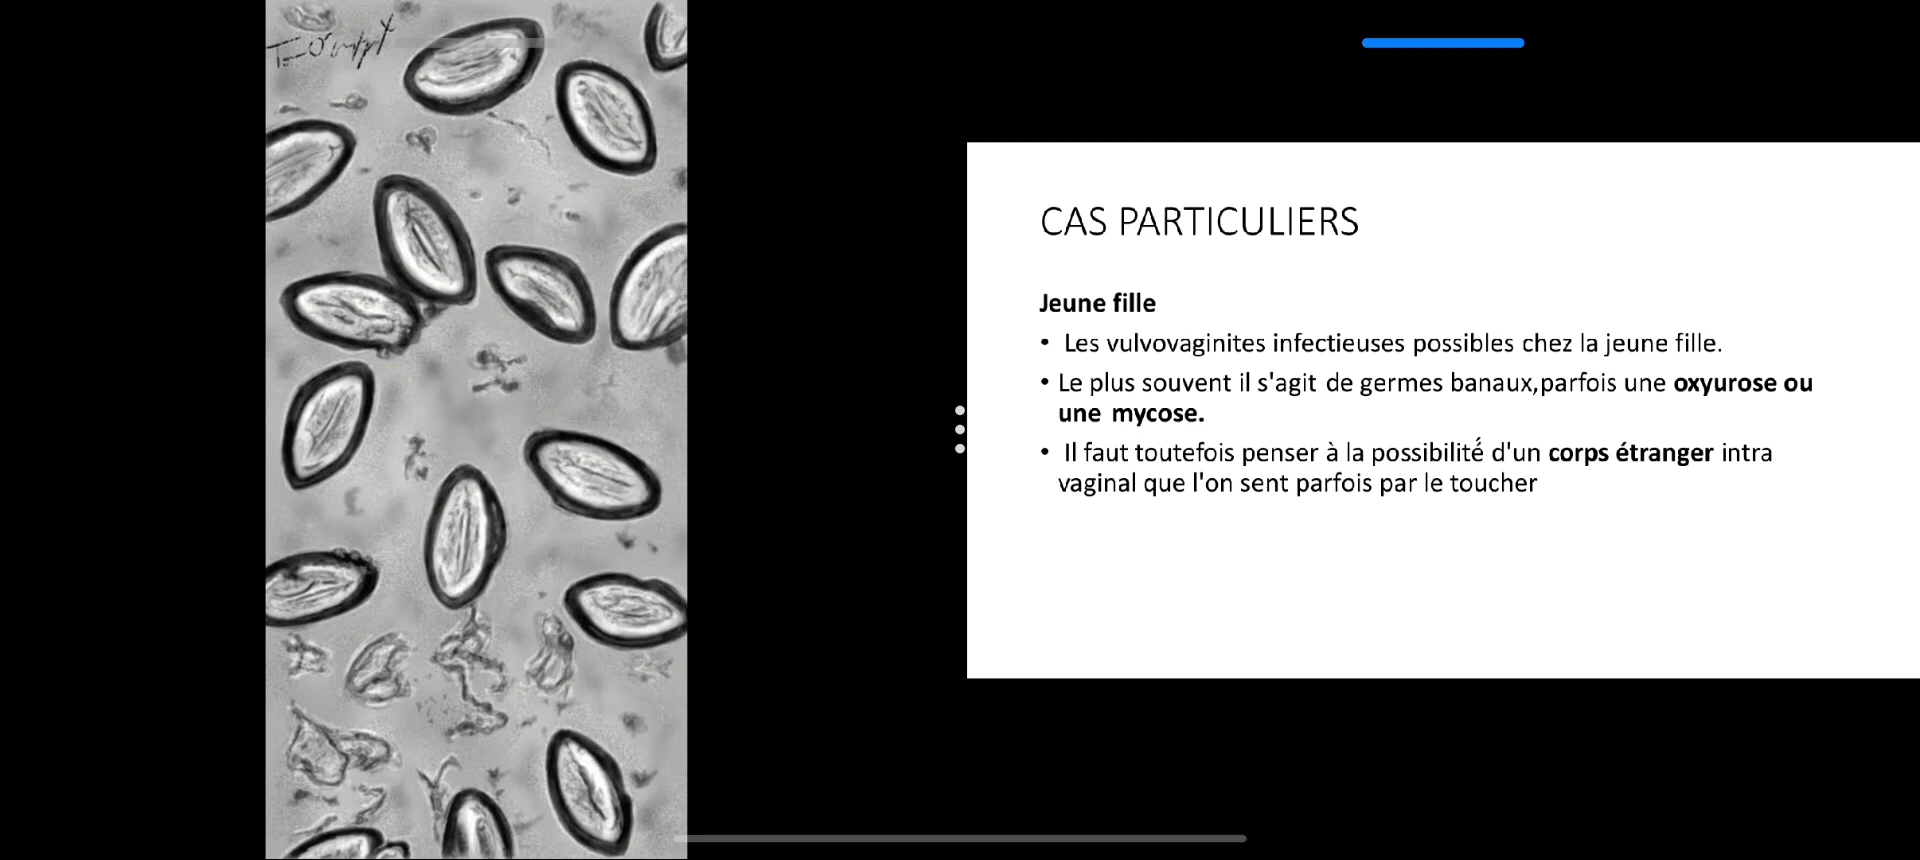 CAS PARTICULIERS
Jeune fille
• Les vulvovaginites infectieuses possibles chez la jeune fille.
• Le plus souvent il s'agit de germes banaux,parfois une oxyurose ou
une mycose.
• Il faut toutefois penser à la possibilité́ d'un corps étranger intra
vaginal que l'on sent parfois par le toucher